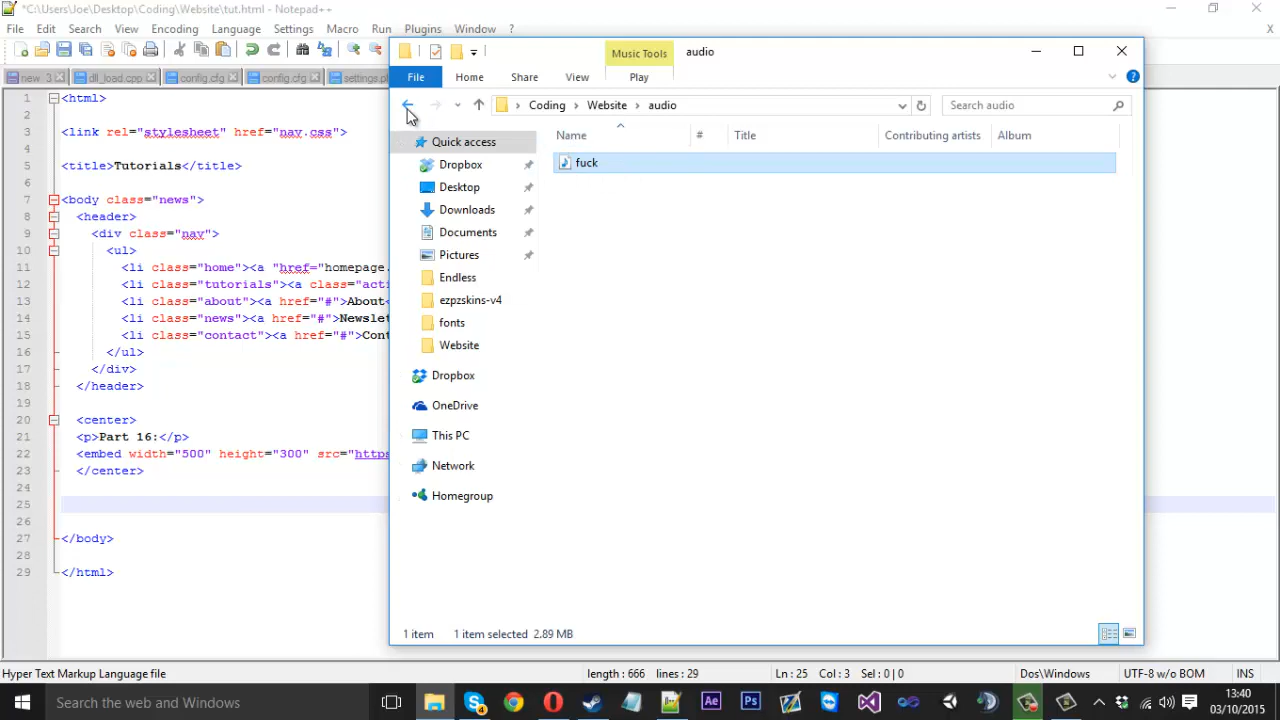 *C:\Users\Joe\Desktop\Coding\Website\tut.html - Notepad++
File Edit Search View Encoding Language Settings Macro Run Plugins Window ? X
new 3 dll_load.cpp config.cfg config.cfg settings.pl
1 <html>
2
3 <link rel="stylesheet" href="nav.css">
4
5 <title>Tutorials</title>
6
7 <body class="news">
8 <header>
9 <div class="nav">
10 <ul>
11 <li class="home"><a "href="homepage.
12 <li class="tutorials"><a class="acti
13 <li class="about"><a href="#">About<
14 <li class="news"><a href="#">Newslet
15 <li class="contact"><a href="#">Cont
16 </ul>
17 </div>
18 </header>
19
20 <center>
21 <p>Part 16:</p>
22 <embed width="500" height="300" src="https
23 </center>
24
25
26
27 </body>
28
29 </html>
Music Tools audio
File Home Share View Play
Coding Website audio Search audio
Name # Title Contributing artists Album
fuck
Quick access
Dropbox
Desktop
Downloads
Documents
Pictures
Endless
ezpzskins-v4
fonts
Website
Dropbox
OneDrive
This PC
Network
Homegroup
1 item 1 item selected 2.89 MB
Hyper Text Markup Language file length : 666 lines : 29 Ln : 25 Col : 3 Sel : 0 | 0 Dos\Windows UTF-8 w/o BOM INS
Search the web and Windows
13:40
03/10/2015